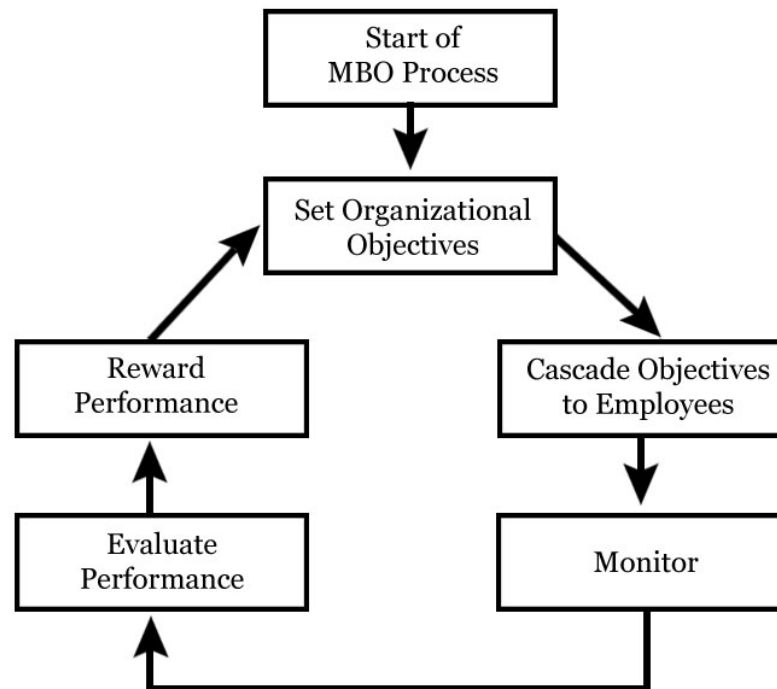 Start of
MBO Process
Set Organizational
Objectives
Reward
Performance
Cascade Objectives
to Employees
Evaluate
Performance
Monitor